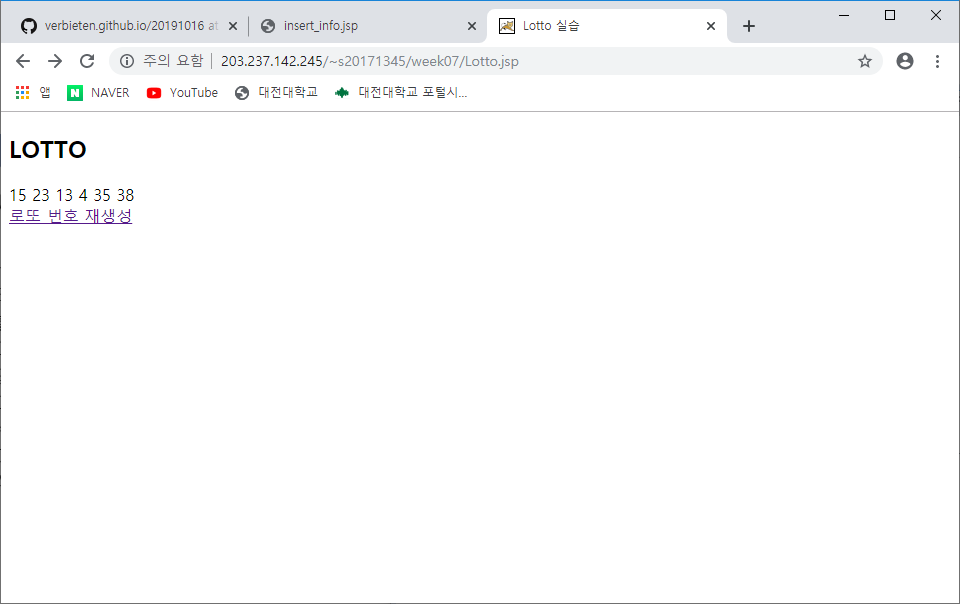 verbieten.github.io/20191016 at
insert_info.jsp
Lotto 실습
주의 요함 | 203.237.142.245/~s20171345/week07/Lotto.jsp
앱 NAVER YouTube 대전대학교 대전대학교 포털시...
LOTTO
15 23 13 4 35 38
로또 번호 재생성